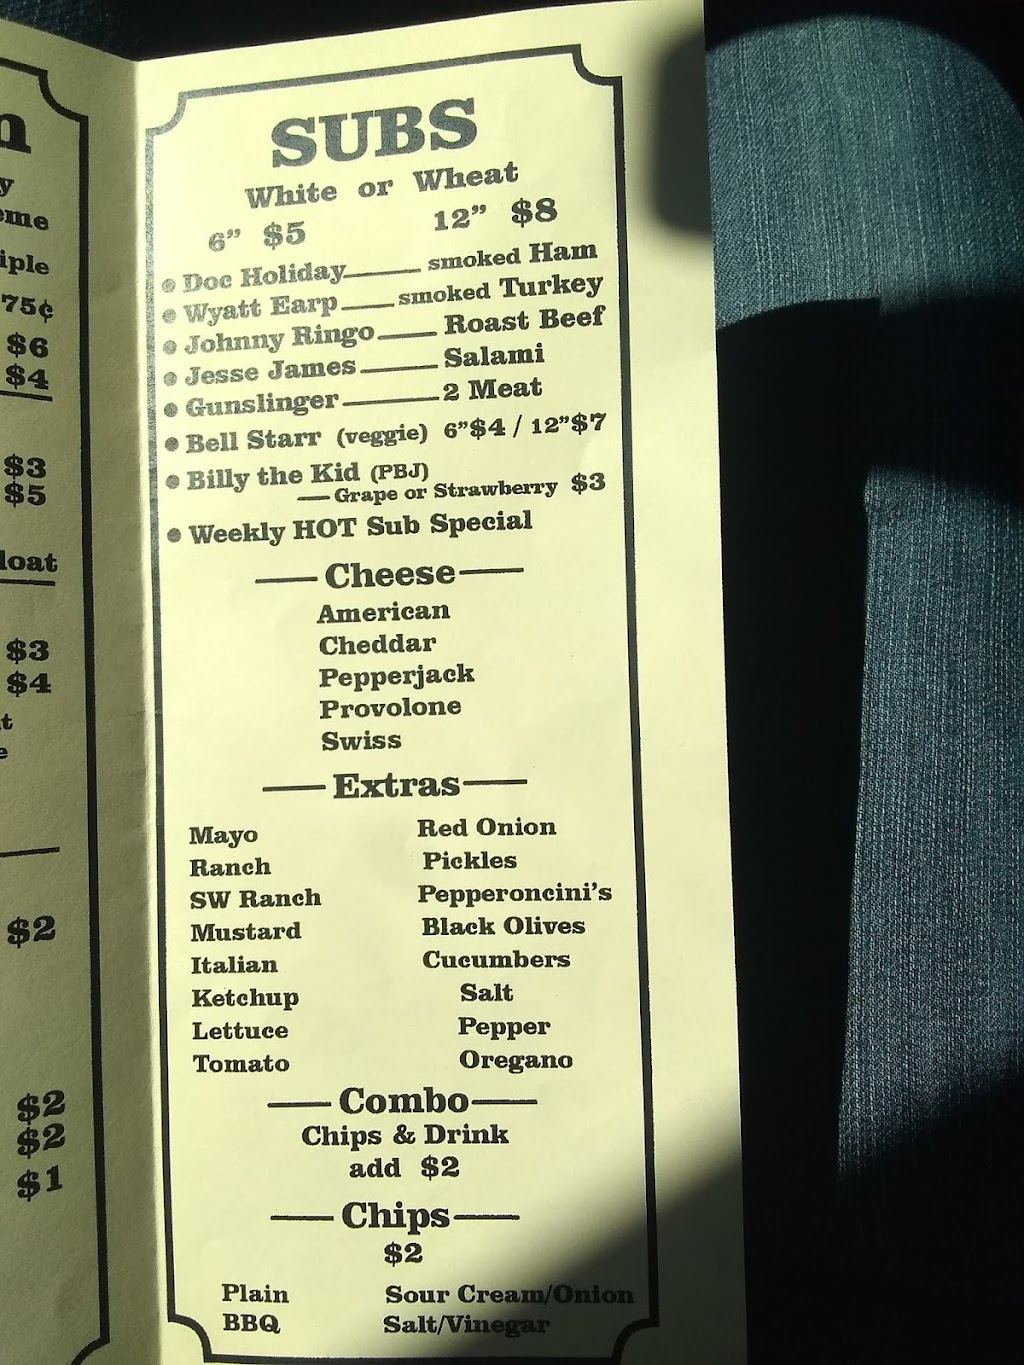 75¢
$6
$4
$3
$5
$3
$4
$2
$2
$2
$1
SUBS
White or Wheat
6” $5 12” $8
• Doc Holiday smoked Ham
• Wyatt Earp smoked Turkey
• Johnny Ringo Roast Beef
• Jesse James Salami
• Gunslinger 2 Meat
• Bell Starr (veggie) 6”$4 / 12”$7
• Billy the Kid (PBJ)
— Grape or Strawberry $3
• Weekly HOT Sub Special
— Cheese —
American
Cheddar
Pepperjack
Provolone
Swiss
— Extras —
Mayo Red Onion
Ranch Pickles
SW Ranch Pepperoncini's
Mustard Black Olives
Italian Cucumbers
Ketchup Salt
Lettuce Pepper
Tomato Oregano
— Combo —
Chips & Drink
add $2
— Chips —
$2
Plain Sour Cream/Onion
BBQ Salt/Vinegar